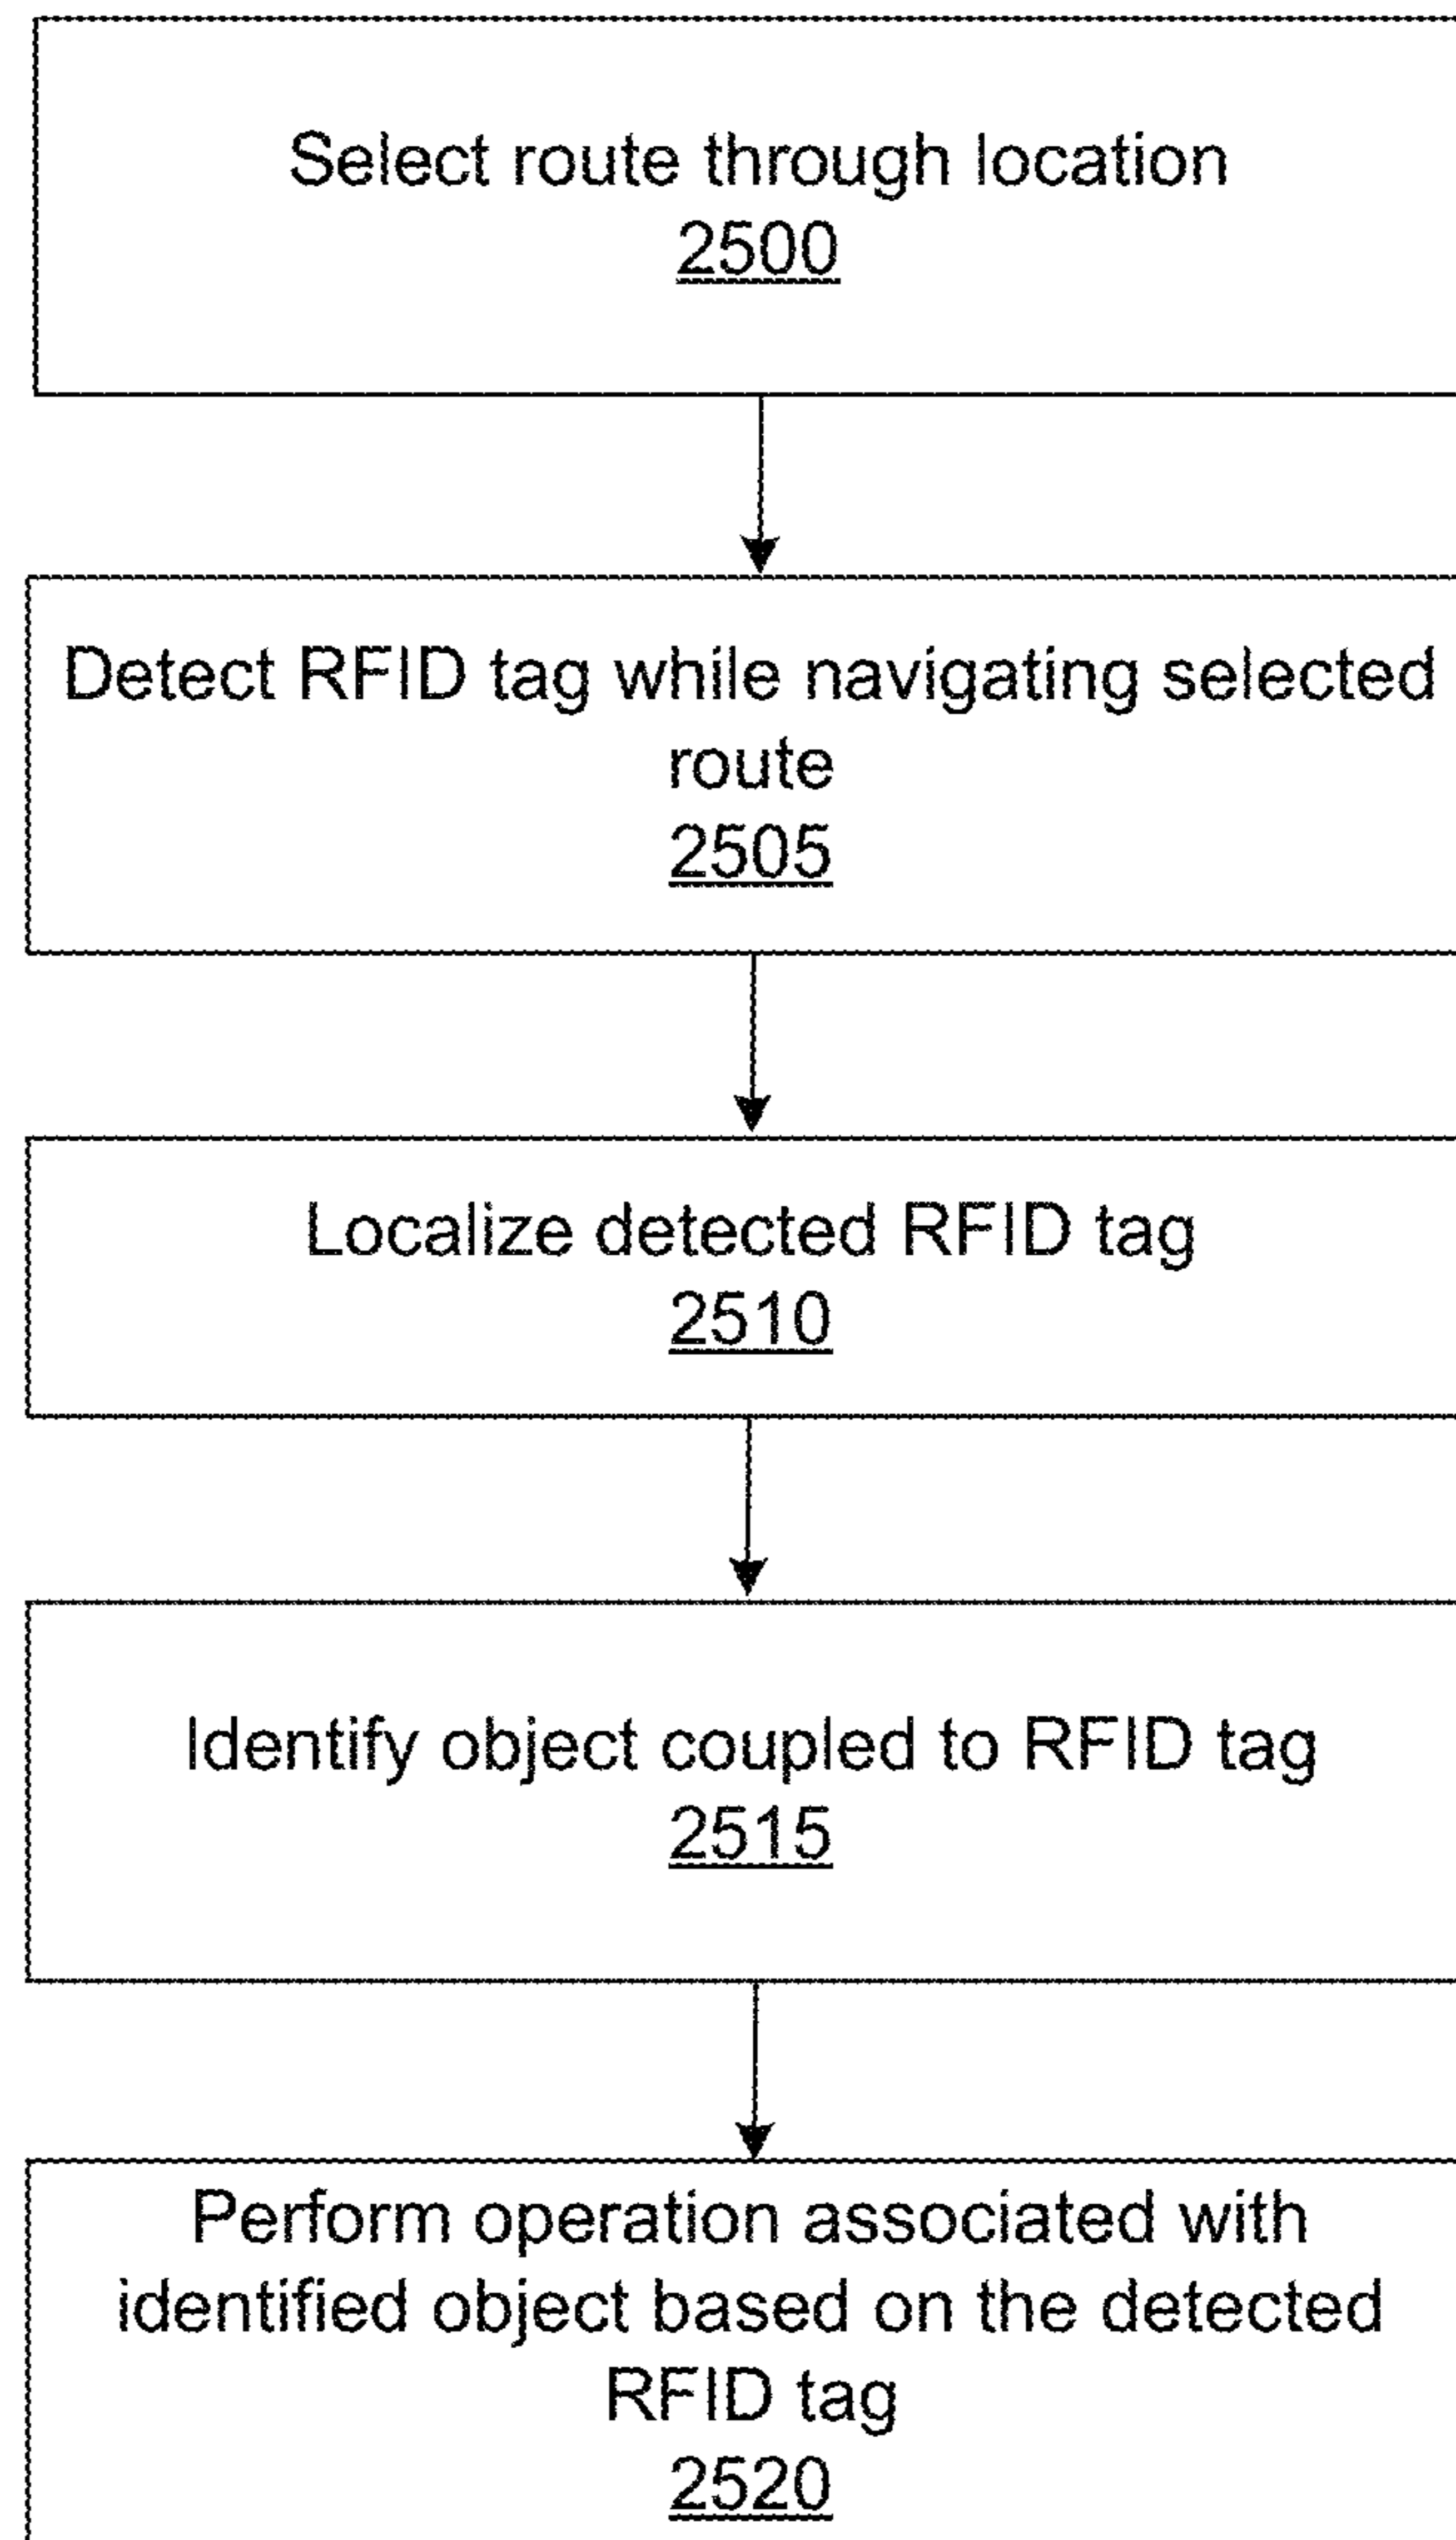 Select route through location
2500
Detect RFID tag while navigating selected
route
2505
Localize detected RFID tag
2510
Identify object coupled to RFID tag
2515
Perform operation associated with
identified object based on the detected
RFID tag
2520